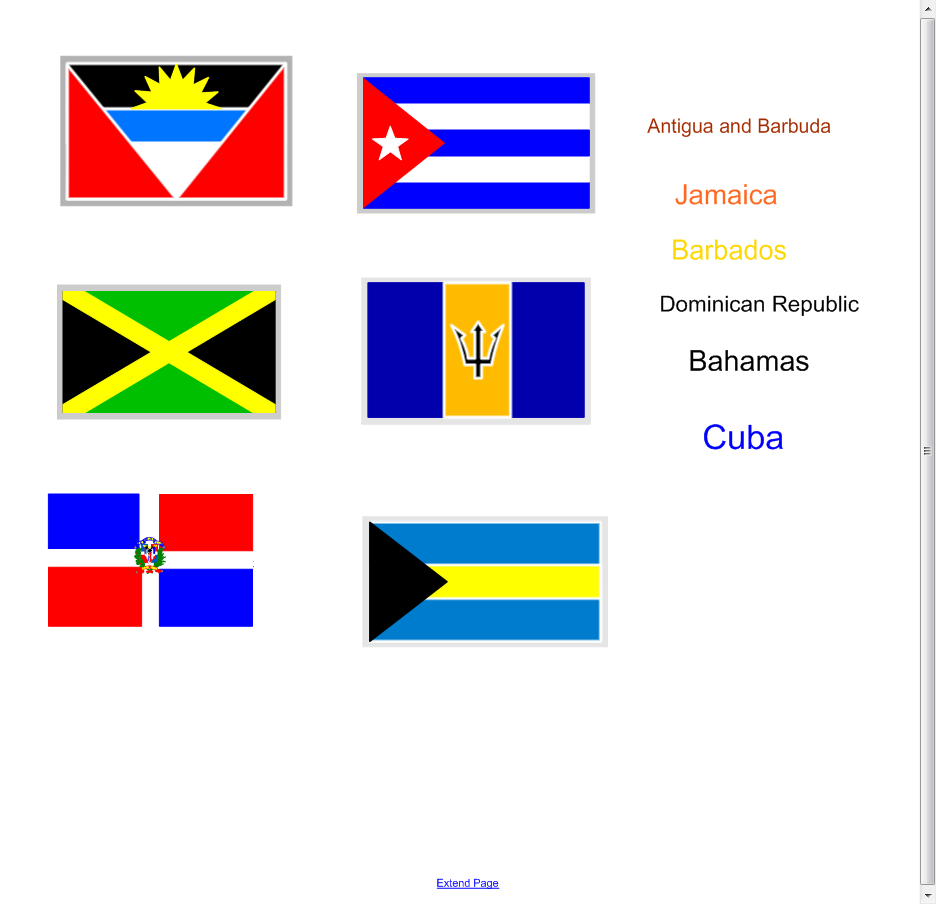 Antigua and Barbuda
Jamaica
Barbados
Dominican Republic
Bahamas
Cuba
Extend Page